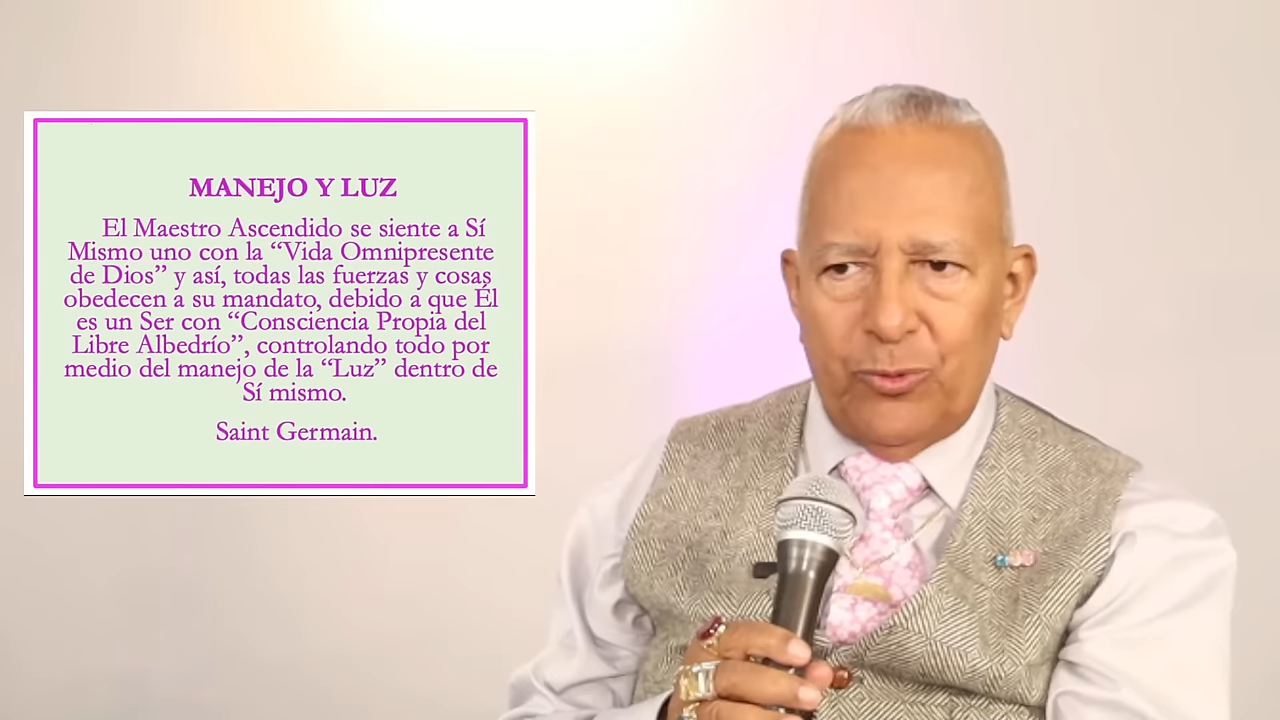 MANEJO Y LUZ
El Maestro Ascendido se siente a Sí
Mismo uno con la “Vida Omnipresente
de Dios” y así, todas las fuerzas y cosas
obedecen a su mandato, debido a que Él
es un Ser con “Consciencia Propia del
Libre Albedrío”, controlando todo por
medio del manejo de la “Luz” dentro de
Sí mismo.
Saint Germain.